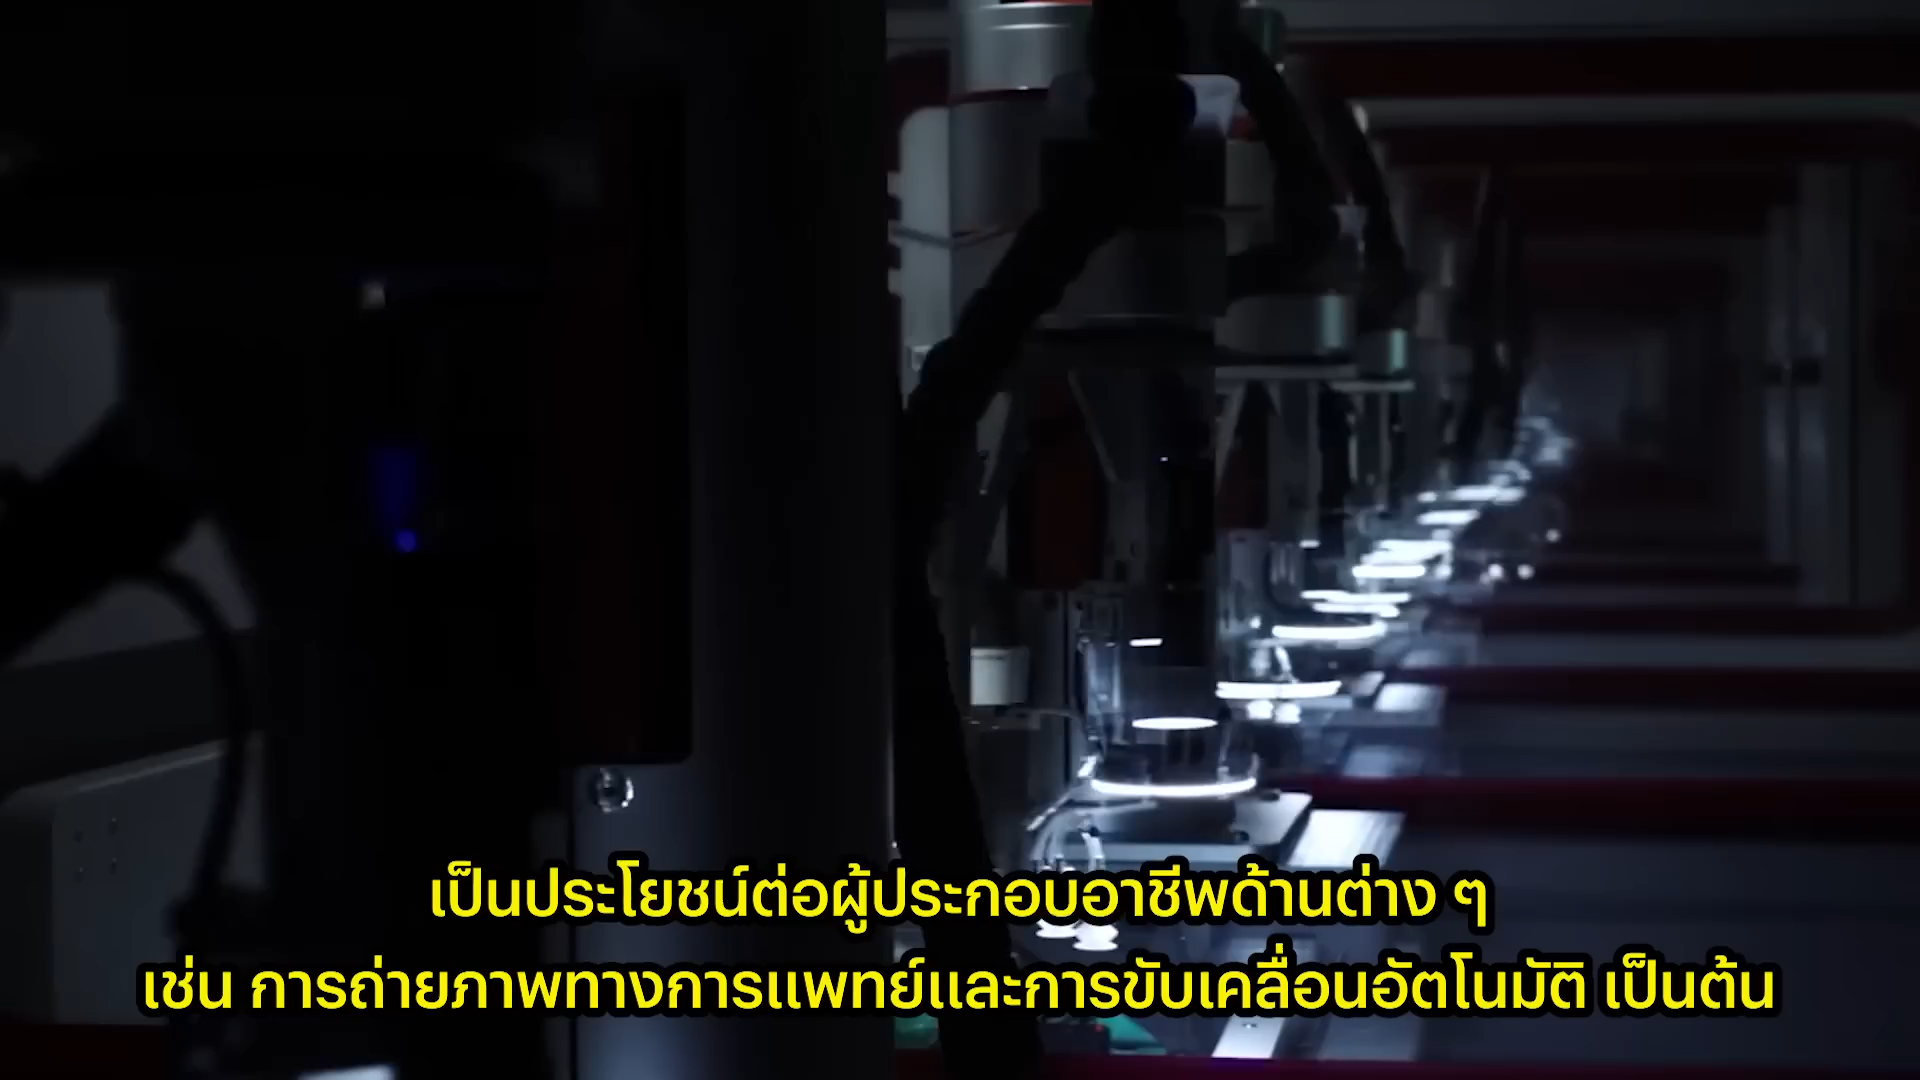 เป็นประโยชน์ต่อผู้ประกอบอาชีพด้านต่าง ๆ
เช่น การถ่ายภาพทางการแพทย์และการขับเคลื่อนอัตโนมัติ เป็นต้น